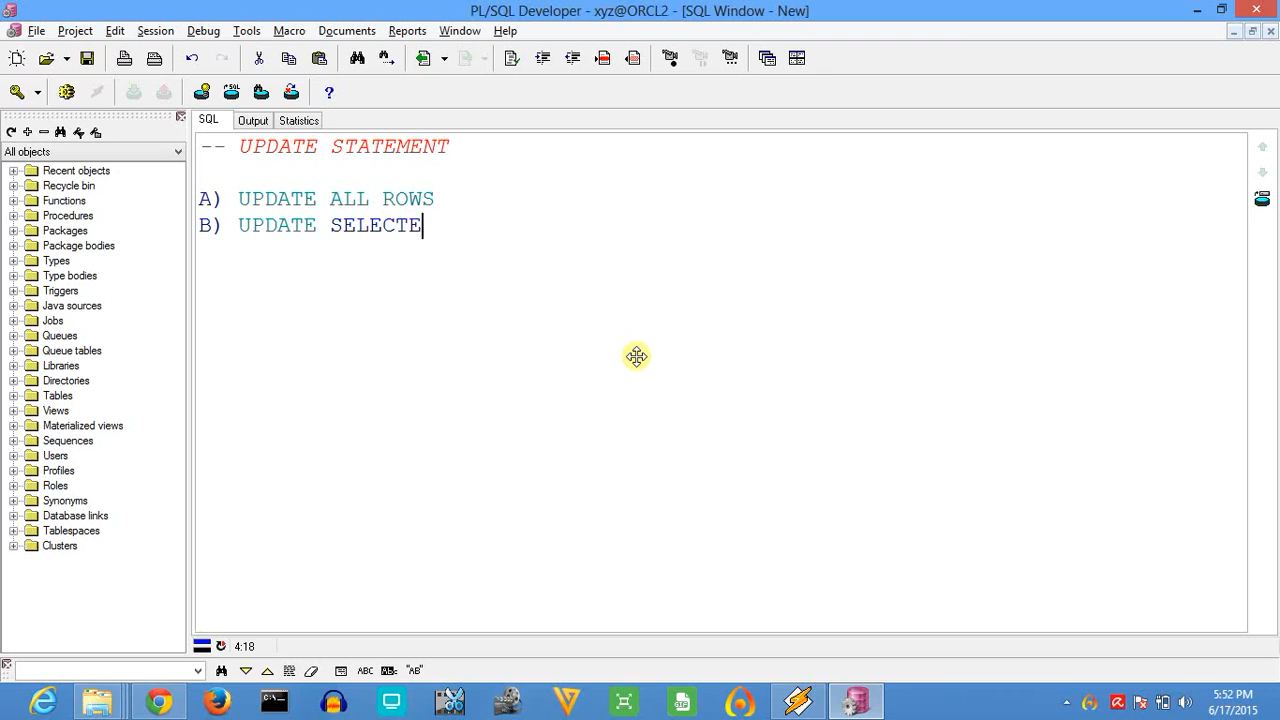 PL/SQL Developer - xyz@ORCL2 - [SQL Window - New]
File Project Edit Session Debug Tools Macro Documents Reports Window Help
SQL Output Statistics
All objects
Recent objects
Recycle bin
Functions
Procedures
Packages
Package bodies
Types
Type bodies
Triggers
Java sources
Jobs
Queues
Queue tables
Libraries
Directories
Tables
Views
Materialized views
Sequences
Users
Profiles
Roles
Synonyms
Database links
Tablespaces
Clusters
-- UPDATE STATEMENT
A) UPDATE ALL ROWS
B) UPDATE SELECTE
4:18
ABC "AB"
5:52 PM
6/17/2015